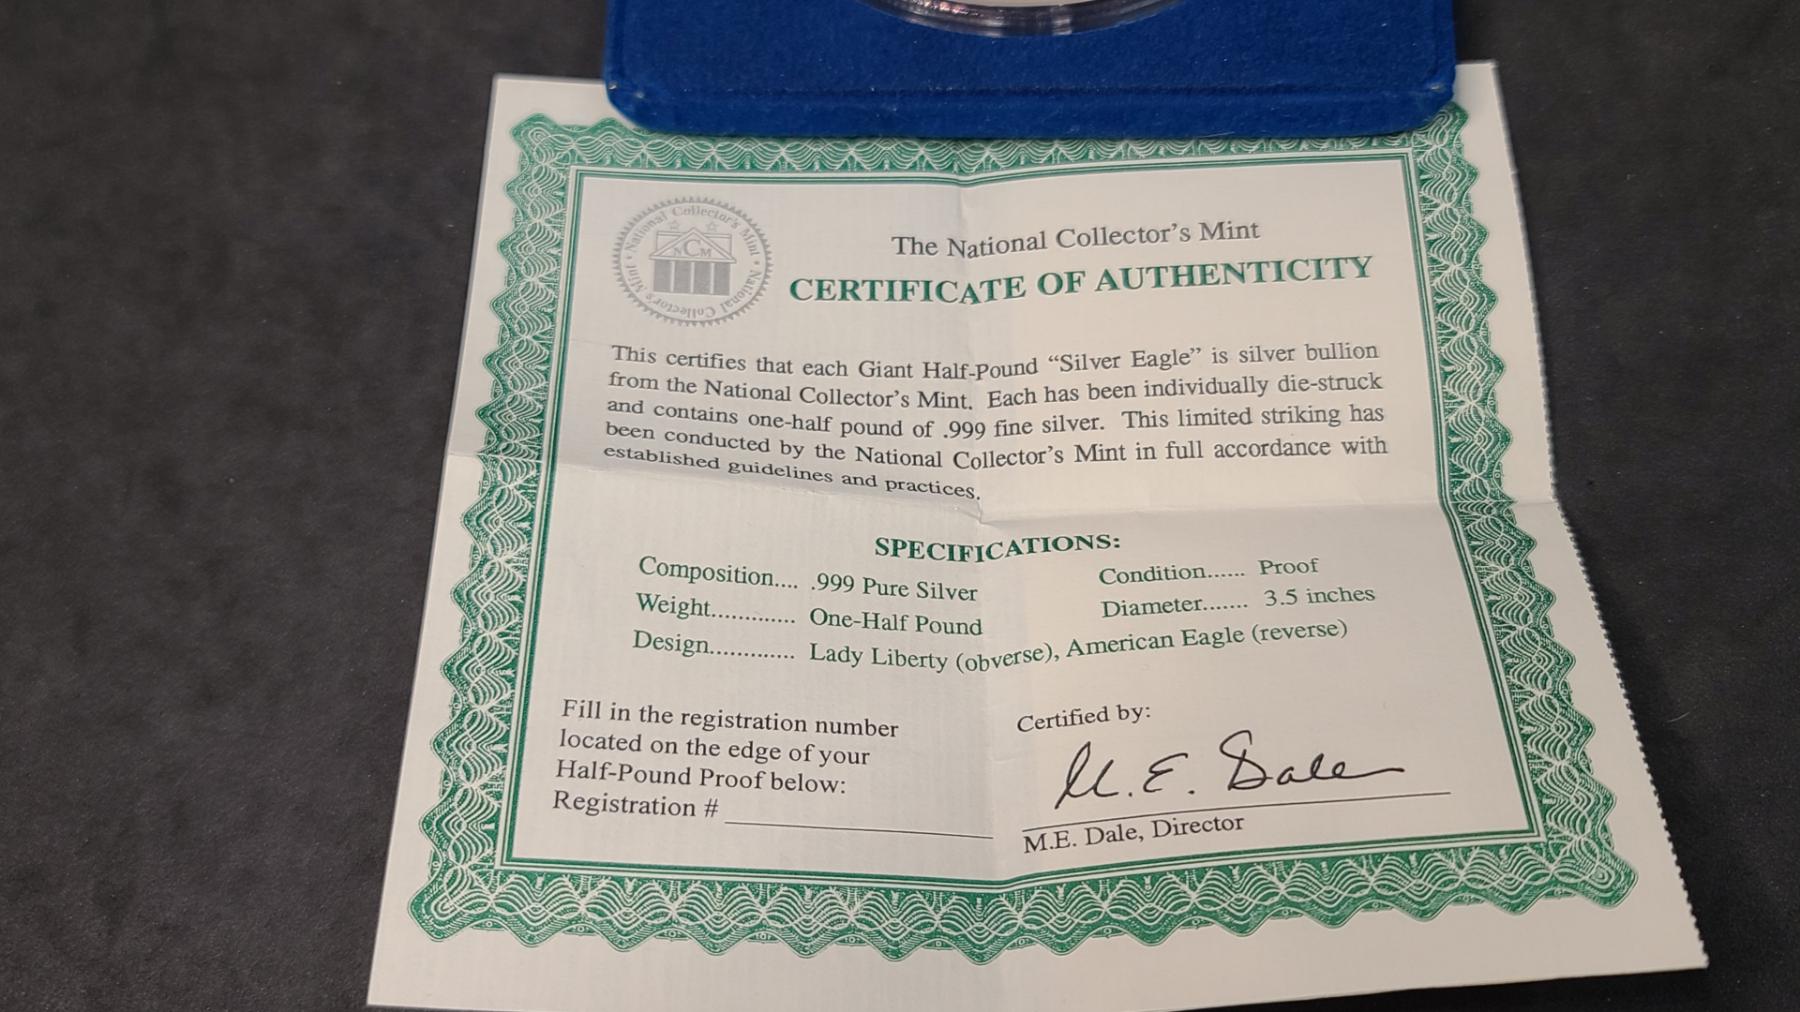 National Collector's Mint • National Collector's Mint •
NCM
The National Collector's Mint
CERTIFICATE OF AUTHENTICITY
This certifies that each Giant Half-Pound “Silver Eagle” is silver bullion
from the National Collector's Mint. Each has been individually die-struck
and contains one-half pound of .999 fine silver. This limited striking has
been conducted by the National Collector's Mint in full accordance with
established guidelines and practices.
SPECIFICATIONS:
Composition.... .999 Pure Silver
Condition...... Proof
Weight............. One-Half Pound
Diameter....... 3.5 inches
Design............. Lady Liberty (obverse), American Eagle (reverse)
Fill in the registration number
located on the edge of your
Half-Pound Proof below:
Registration #
Certified by:
M.E. Dale
M.E. Dale, Director